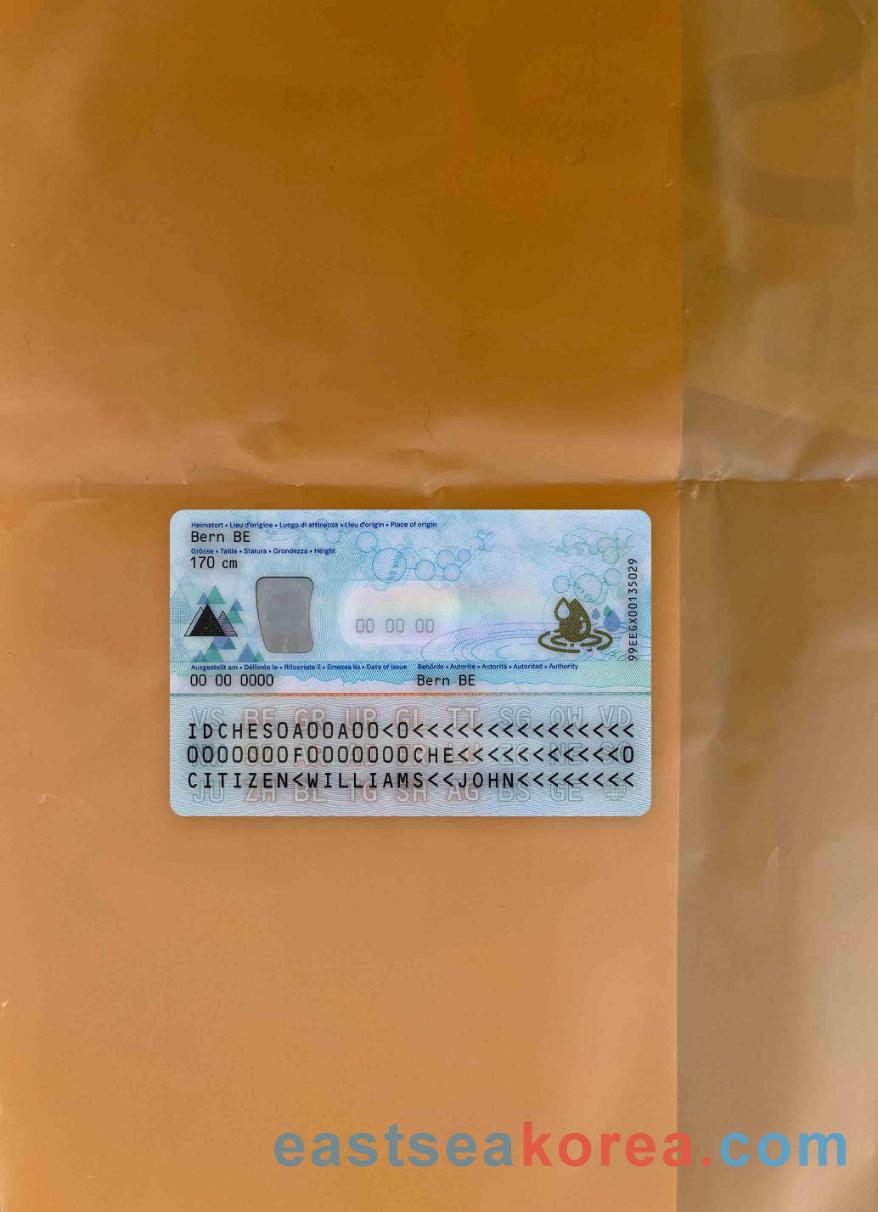 Heimatort • Lieu d'origine • Luogo di attinenza • Lieu d'origin • Place of origin
Bern BE
Grösse • Taille • Statura • Grondezza • Height
170 cm
00 00 00
99EEGX00135029
Ausgestellt am • Délivrée le • Rilasciata il • Emessa ils • Date of issue
00 00 0000
Behörde • Autorité • Autorità • Autoritad • Authority
Bern BE
VS BE GR UR GL TI SG OW VD
IDCHES0A00A00<0<<<<<<<<<<<<<<<
0000000F0000000CHE<<<<<<<<<<<0
CITIZEN<WILLIAMS<<JOHN<<<<<<<<
JU ZH BL TG SH AG BS GE
eastseakorea.com